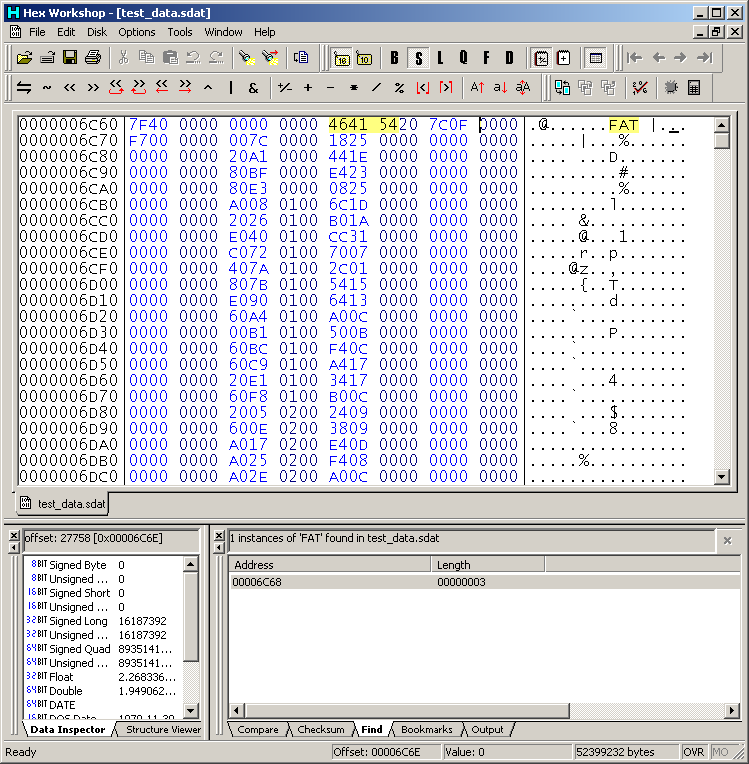 Hex Workshop - [test_data.sdat]
File Edit Disk Options Tools Window Help
B S L Q F D
0000006C60 7F40 0000 0000 0000 4641 5420 7C0F 0000 .@......FAT |...
0000006C70 F700 0000 007C 0000 1825 0000 0000 0000 .....|...%......
0000006C80 0000 0000 20A1 0000 441E 0000 0000 0000 .... ...D.......
0000006C90 0000 0000 80BF 0000 E423 0000 0000 0000 .........#......
0000006CA0 0000 0000 80E3 0000 0825 0000 0000 0000 .........%......
0000006CB0 0000 0000 A008 0100 6C1D 0000 0000 0000 ........l.......
0000006CC0 0000 0000 2026 0100 B01A 0000 0000 0000 .... &..........
0000006CD0 0000 0000 E040 0100 CC31 0000 0000 0000 .....@...1......
0000006CE0 0000 0000 C072 0100 7007 0000 0000 0000 .....r..p.......
0000006CF0 0000 0000 407A 0100 2C01 0000 0000 0000 ....@z..,.......
0000006D00 0000 0000 807B 0100 5415 0000 0000 0000 .....{..T.......
0000006D10 0000 0000 E090 0100 6413 0000 0000 0000 ........d.......
0000006D20 0000 0000 60A4 0100 A00C 0000 0000 0000 ....`...........
0000006D30 0000 0000 00B1 0100 500B 0000 0000 0000 ........P.......
0000006D40 0000 0000 60BC 0100 F40C 0000 0000 0000 ....`...........
0000006D50 0000 0000 60C9 0100 A417 0000 0000 0000 ....`...........
0000006D60 0000 0000 20E1 0100 3417 0000 0000 0000 .... ...4.......
0000006D70 0000 0000 60F8 0100 B00C 0000 0000 0000 ....`...........
0000006D80 0000 0000 2005 0200 2409 0000 0000 0000 .... ...$.......
0000006D90 0000 0000 600E 0200 3809 0000 0000 0000 ....`...8.......
0000006DA0 0000 0000 A017 0200 E40D 0000 0000 0000 ................
0000006DB0 0000 0000 A025 0200 F408 0000 0000 0000 .....%..........
0000006DC0 0000 0000 A02E 0200 A00C 0000 0000 0000 ................
test_data.sdat
offset: 27758 [0x00006C6E]
8BIT Signed Byte 0
8BIT Unsigned ... 0
16BIT Signed Short 0
16BIT Unsigned ... 0
32BIT Signed Long 16187392
32BIT Unsigned ... 16187392
64BIT Signed Quad 8935141...
64BIT Unsigned ... 8935141...
32BIT Float 2.268336...
64BIT Double 1.949062...
64BIT DATE
Data Inspector Structure Viewer
1 instances of 'FAT' found in test_data.sdat
Address Length
00006C68 00000003
Compare Checksum Find Bookmarks Output
Ready Offset: 00006C6E Value: 0 52399232 bytes OVR MOD